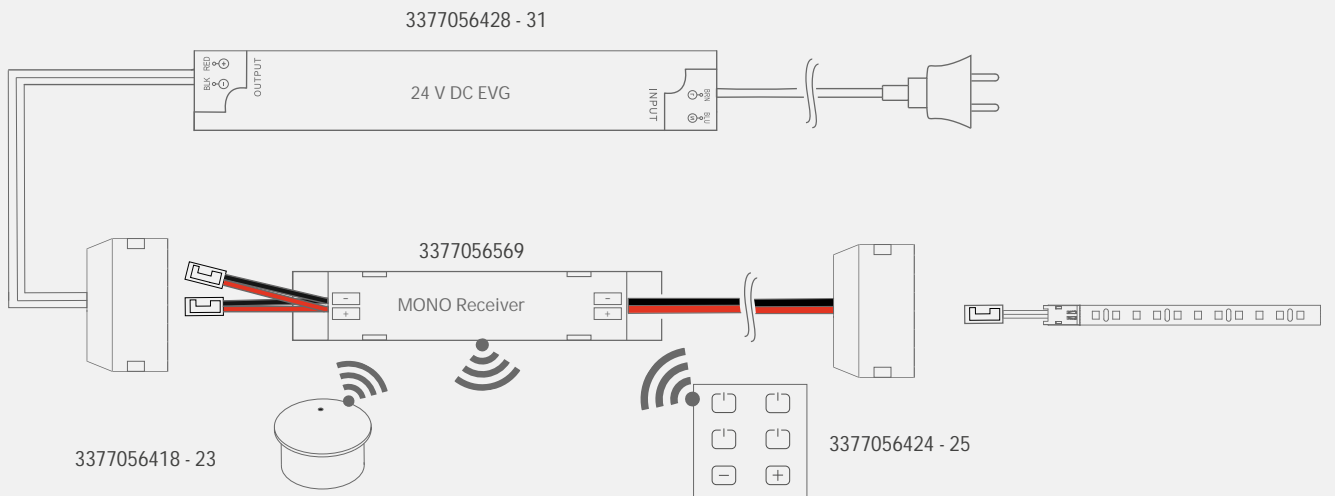 3377056428 - 31
RED +
BLK -
OUTPUT
24 V DC EVG
INPUT
BRN
BLU N
3377056569
MONO Receiver
-
+
-
+
3377056418 - 23
3377056424 - 25
- +